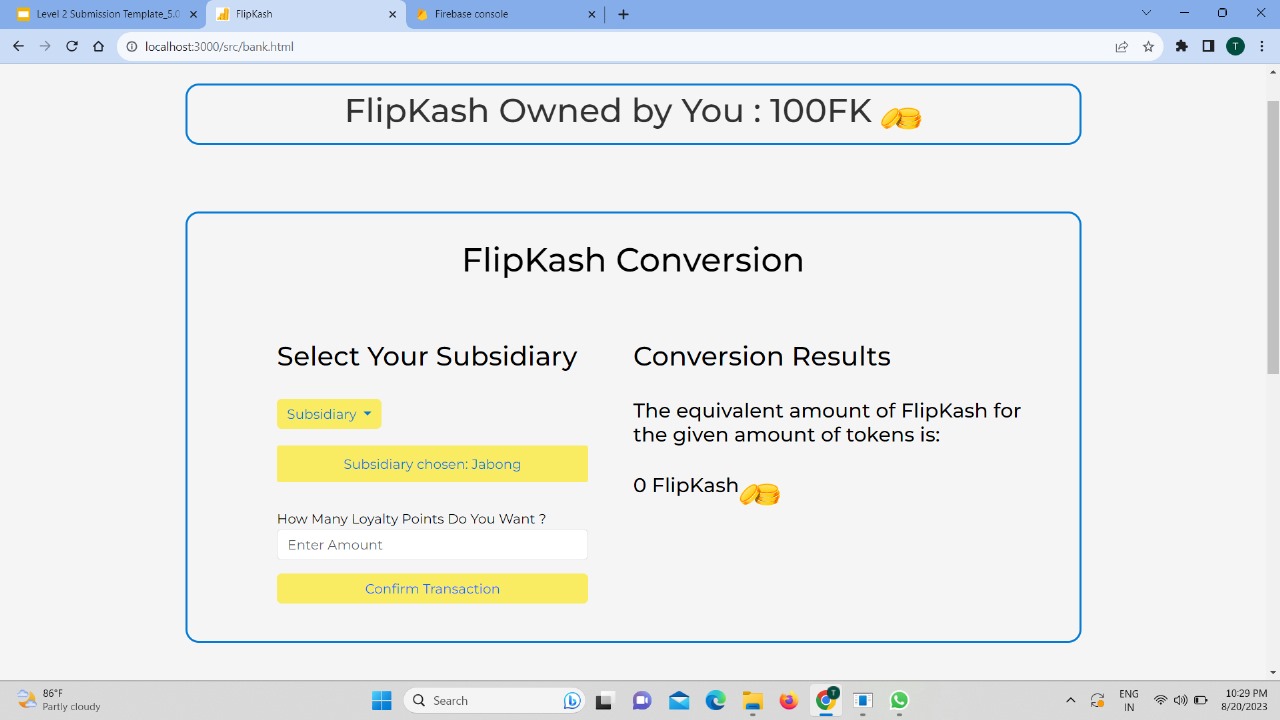 Level 2 Submission Template_5.0
FlipKash
Firebase console
localhost:3000/src/bank.html
T
FlipKash Owned by You : 100FK
FlipKash Conversion
Select Your Subsidiary
Subsidiary
Subsidiary chosen: Jabong
How Many Loyalty Points Do You Want ?
Enter Amount
Confirm Transaction
Conversion Results
The equivalent amount of FlipKash for
the given amount of tokens is:
0 FlipKash
86°F
Partly cloudy
Search
T
ENG
IN
10:29 PM
8/20/2023